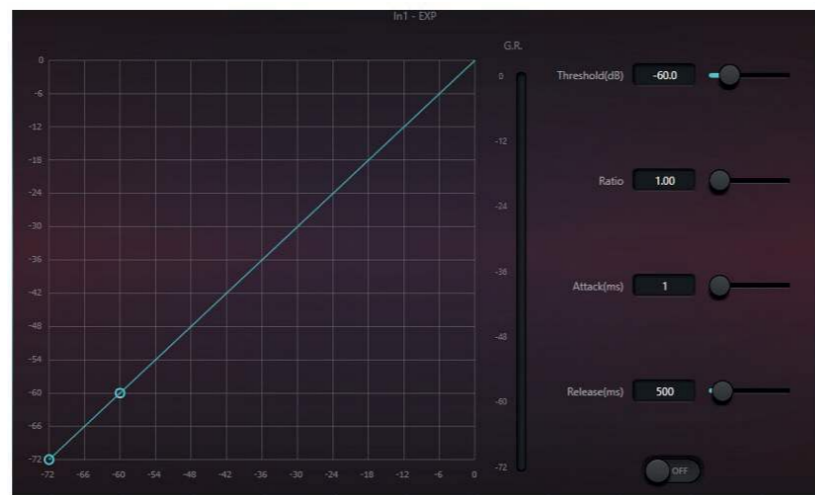 In1 - EXP
G.R.
0
-6
-12
-18
-24
-30
-36
-42
-48
-54
-60
-66
-72
-72 -66 -60 -54 -48 -42 -36 -30 -24 -18 -12 -6 0
0
-12
-24
-36
-48
-60
-72
Threshold(dB) -60.0
Ratio 1.00
Attack(ms) 1
Release(ms) 500
OFF